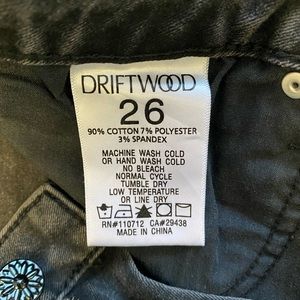 DRIFTWOOD
26
90% COTTON 7% POLYESTER
3% SPANDEX
MACHINE WASH COLD
OR HAND WASH COLD
NO BLEACH
NORMAL CYCLE
TUMBLE DRY
LOW TEMPERATURE
OR LINE DRY
RN#110712 CA#29438
MADE IN CHINA